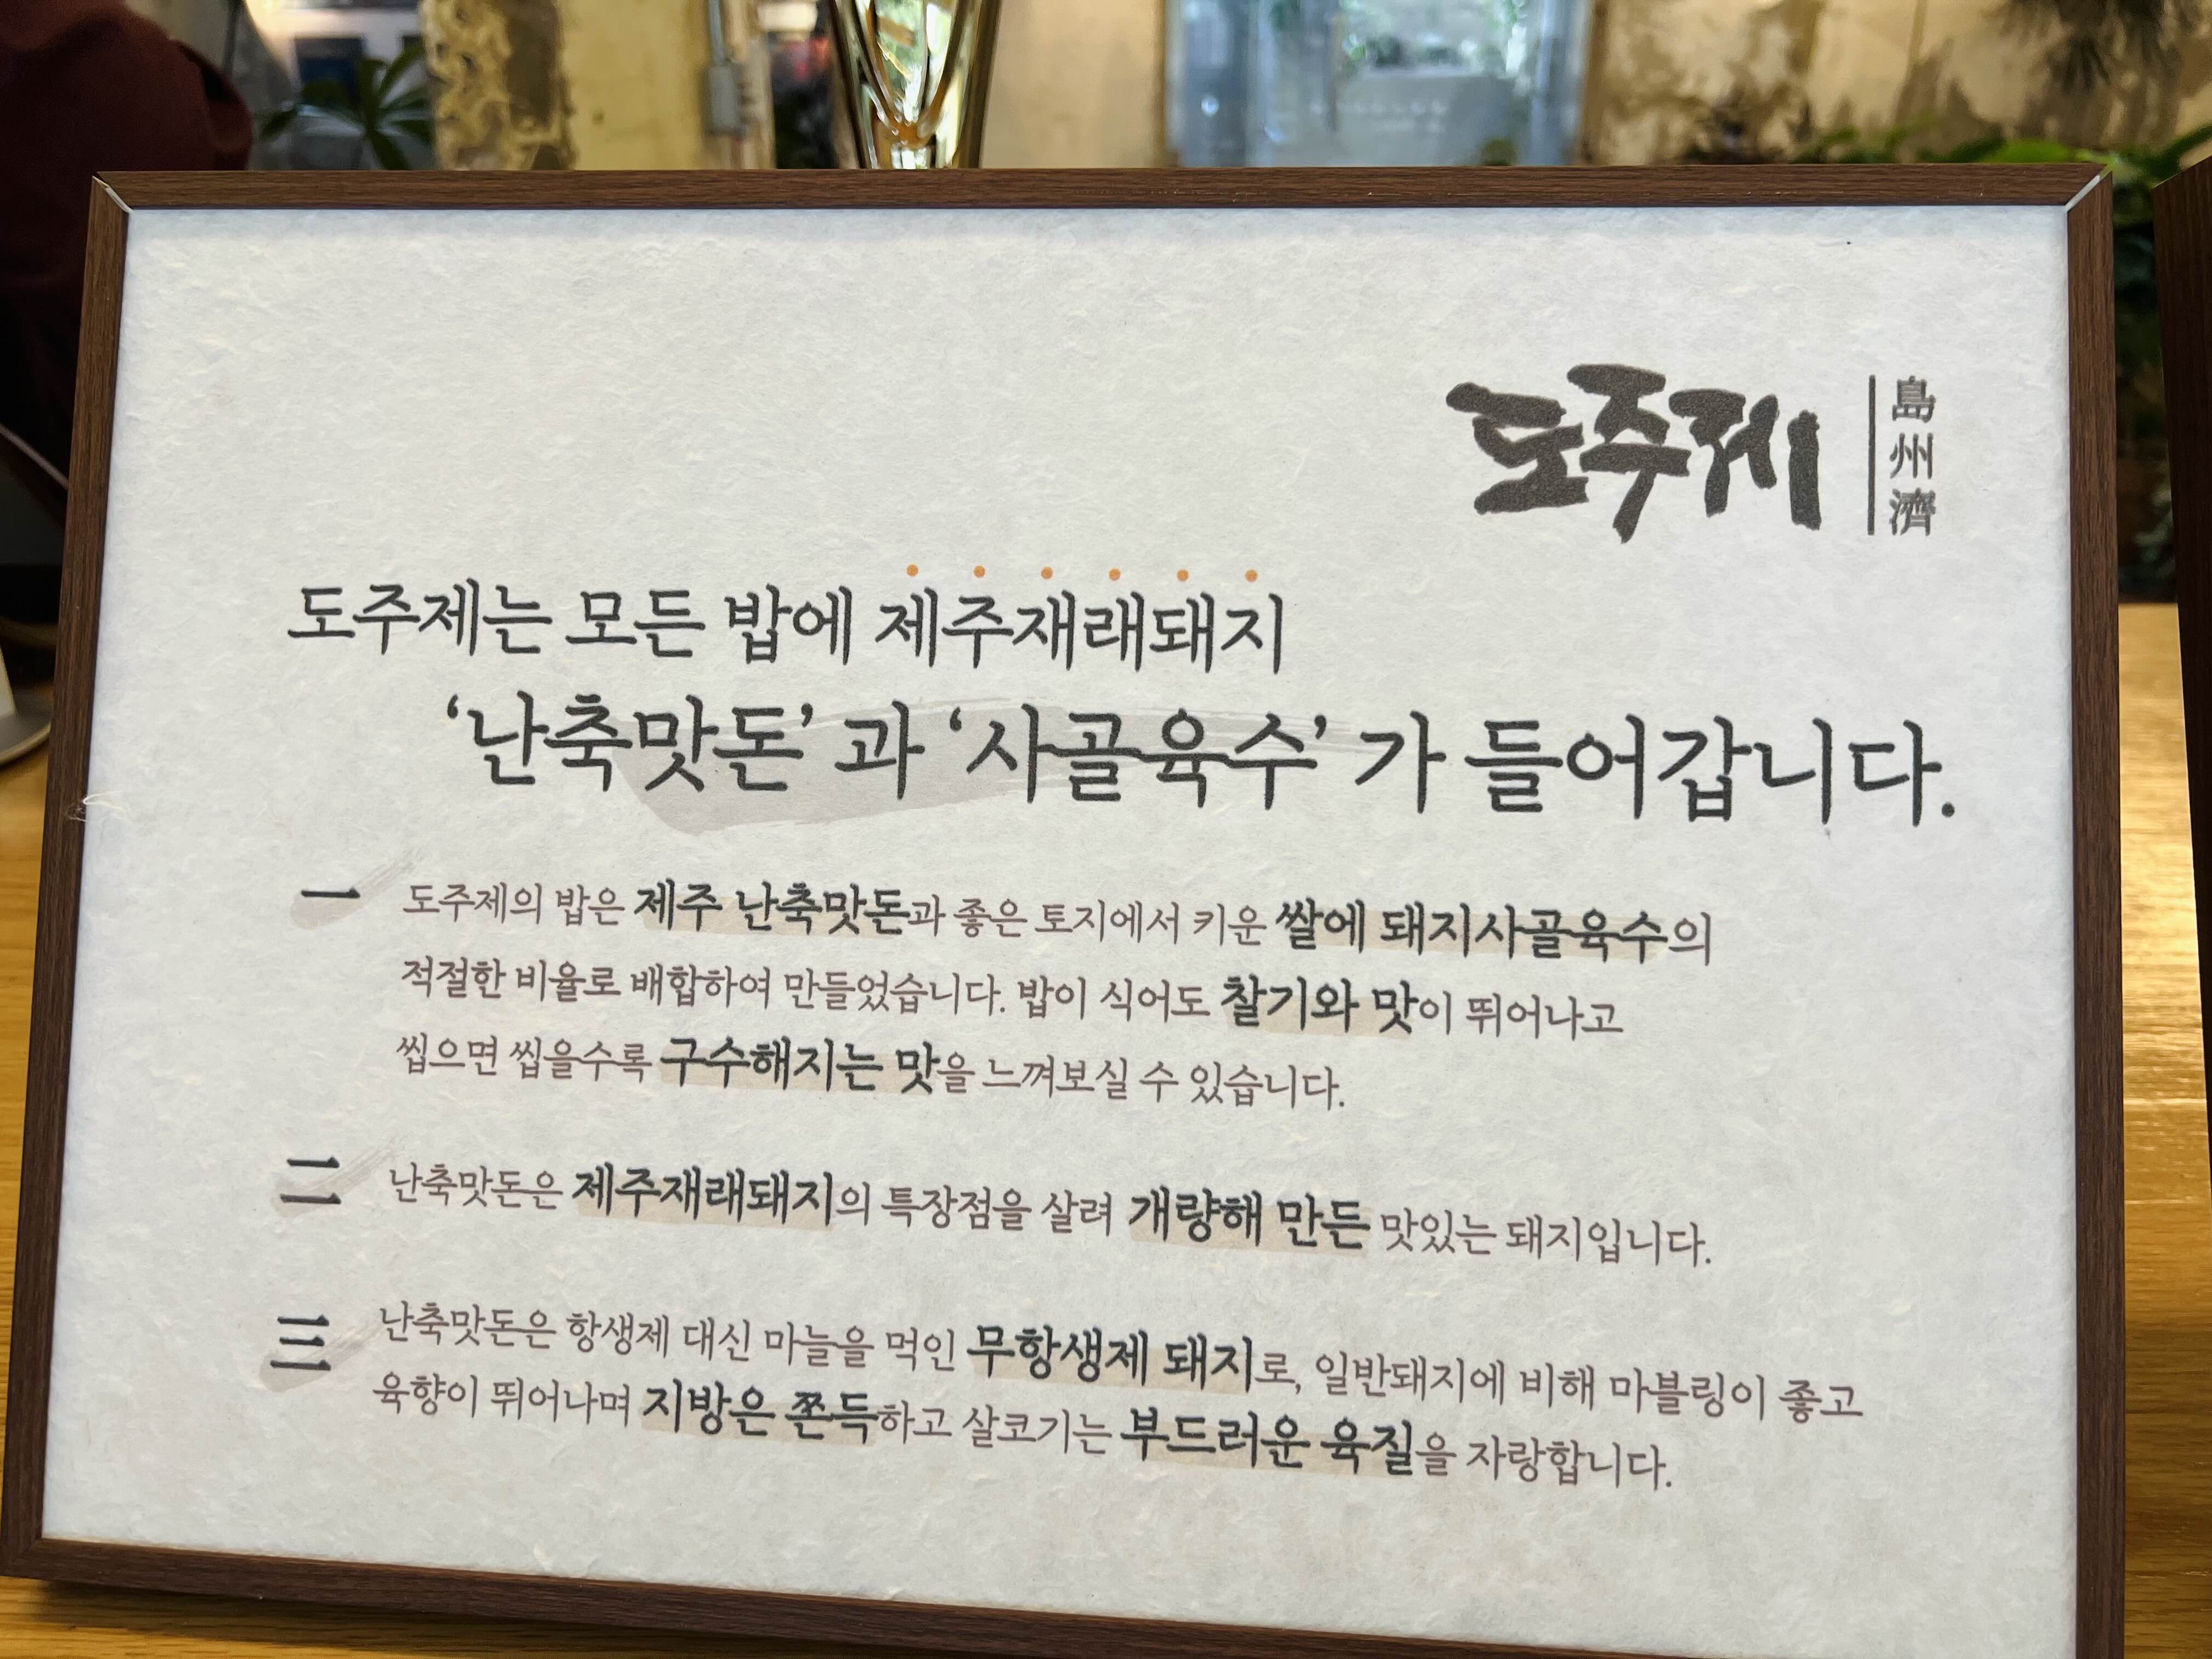 도주제
島州濟
도주제는 모든 밥에 제주재래돼지
‘난축맛돈’ 과 ‘사골육수’ 가 들어갑니다.
一 도주제의 밥은 제주 난축맛돈과 좋은 토지에서 키운 쌀에 돼지사골육수의
적절한 비율로 배합하여 만들었습니다. 밥이 식어도 찰기와 맛이 뛰어나고
씹으면 씹을수록 구수해지는 맛을 느껴보실 수 있습니다.
二 난축맛돈은 제주재래돼지의 특장점을 살려 개량해 만든 맛있는 돼지입니다.
三 난축맛돈은 항생제 대신 마늘을 먹인 무항생제 돼지로, 일반돼지에 비해 마블링이 좋고
육향이 뛰어나며 지방은 쫀득하고 살코기는 부드러운 육질을 자랑합니다.